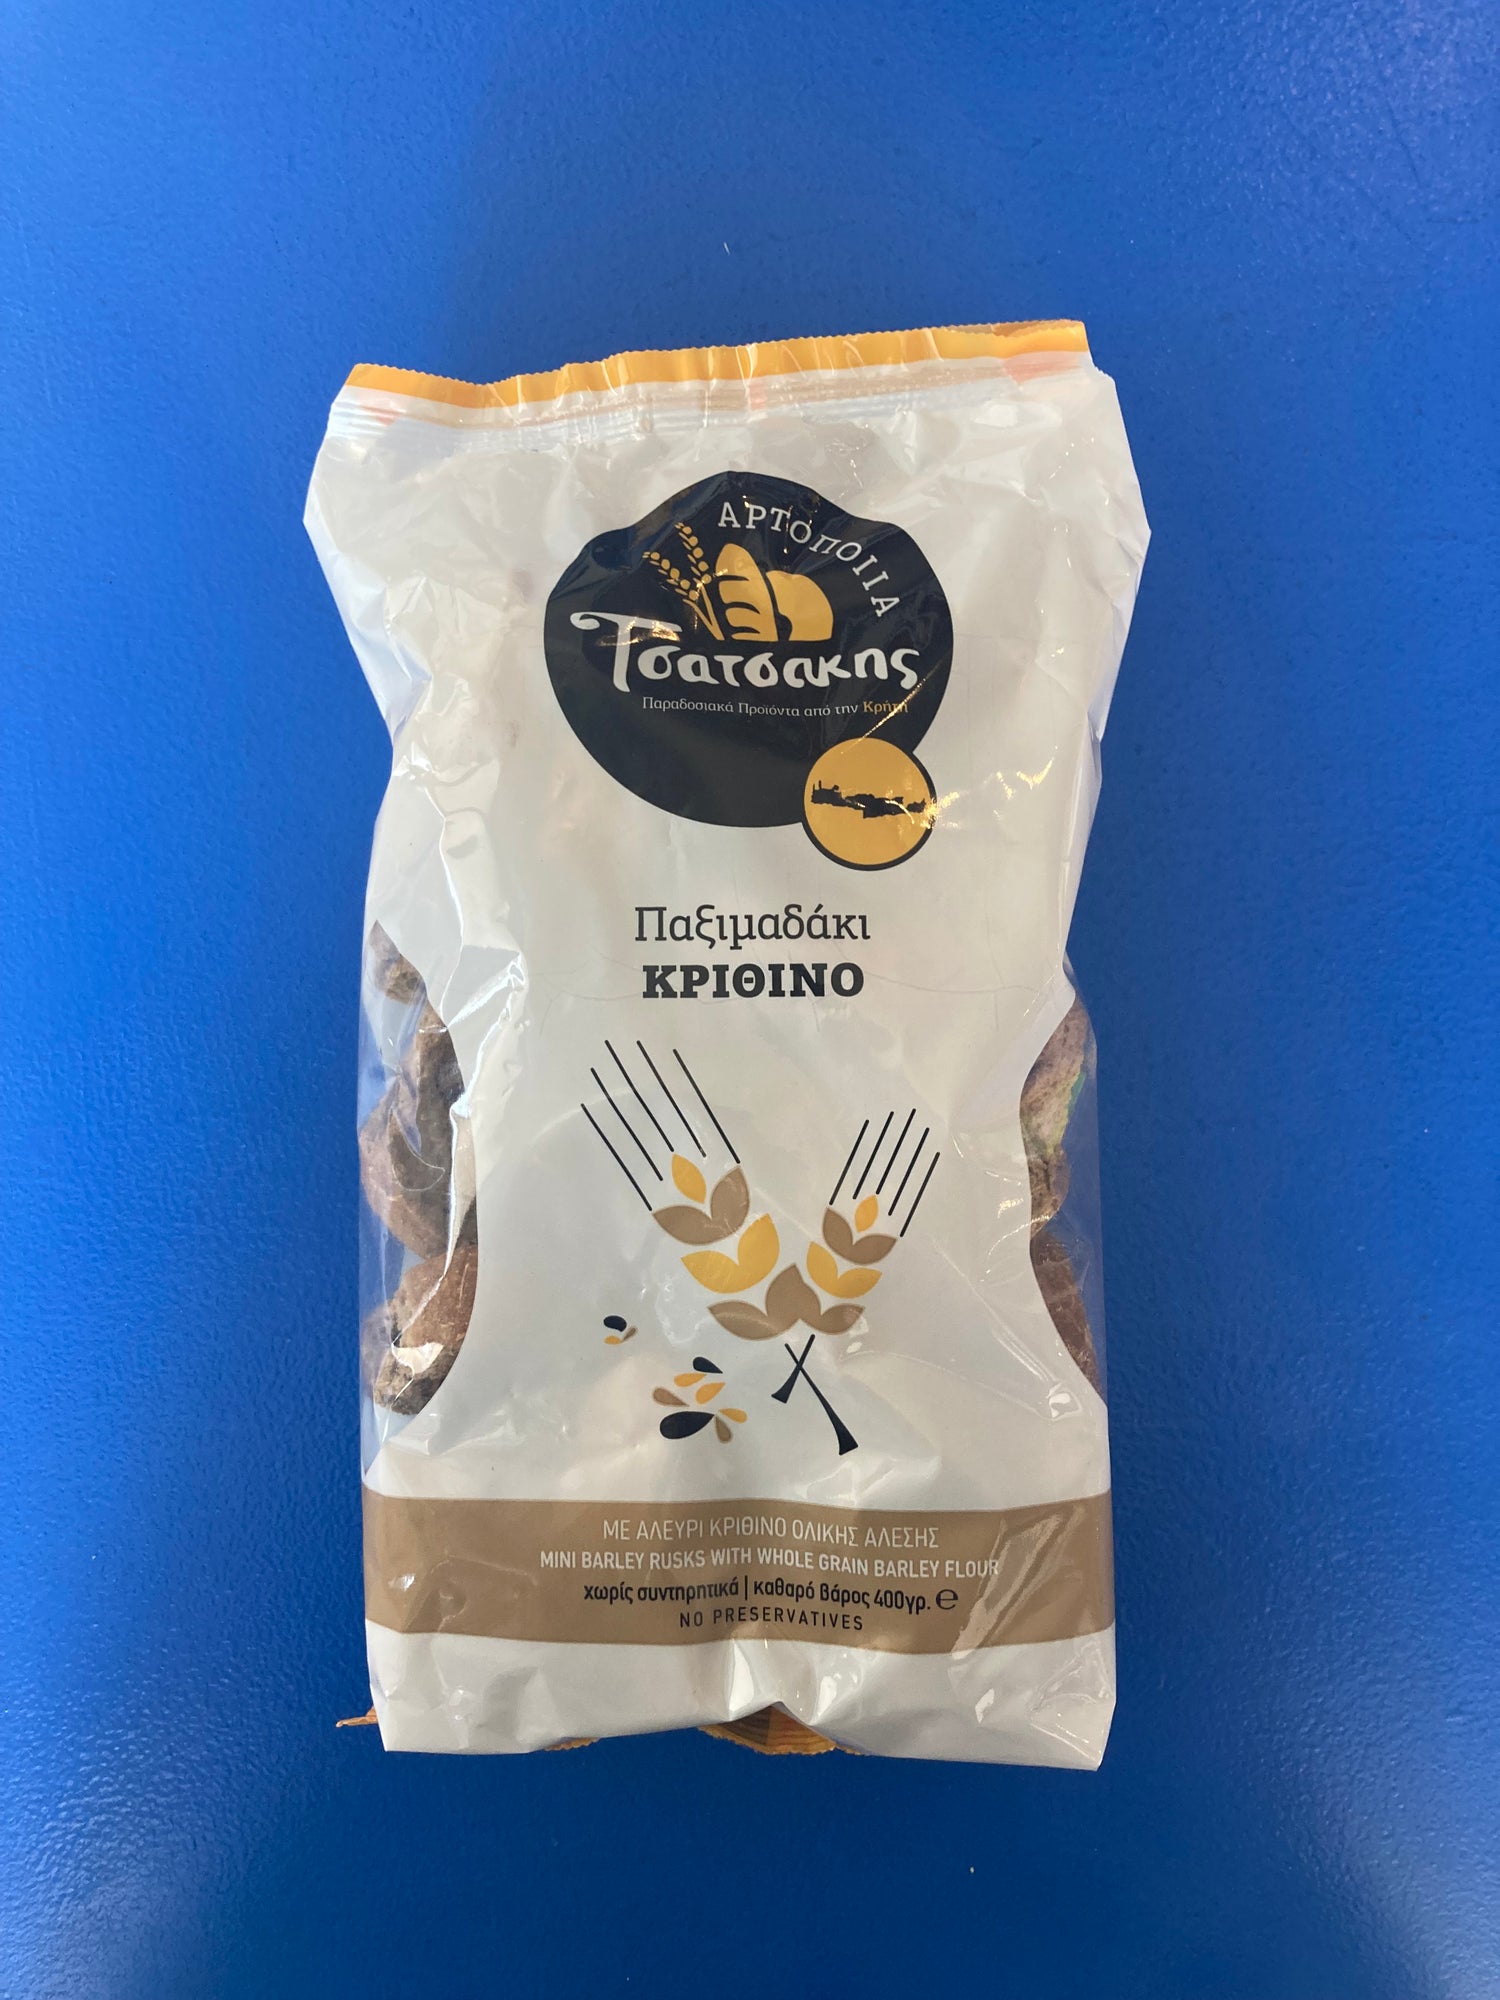 ΑΡΤΟΠΟΙΙΑ
Τσατσακης
Παραδοσιακά Προϊόντα από την Κρήτη
Παξιμαδάκι
ΚΡΙΘΙΝΟ
ΜΕ ΑΛΕΥΡΙ ΚΡΙΘΙΝΟ ΟΛΙΚΗΣ ΑΛΕΣΗΣ
MINI BARLEY RUSKS WITH WHOLE GRAIN BARLEY FLOUR
χωρίς συντηρητικά | καθαρό βάρος 400γρ. ℮
NO PRESERVATIVES